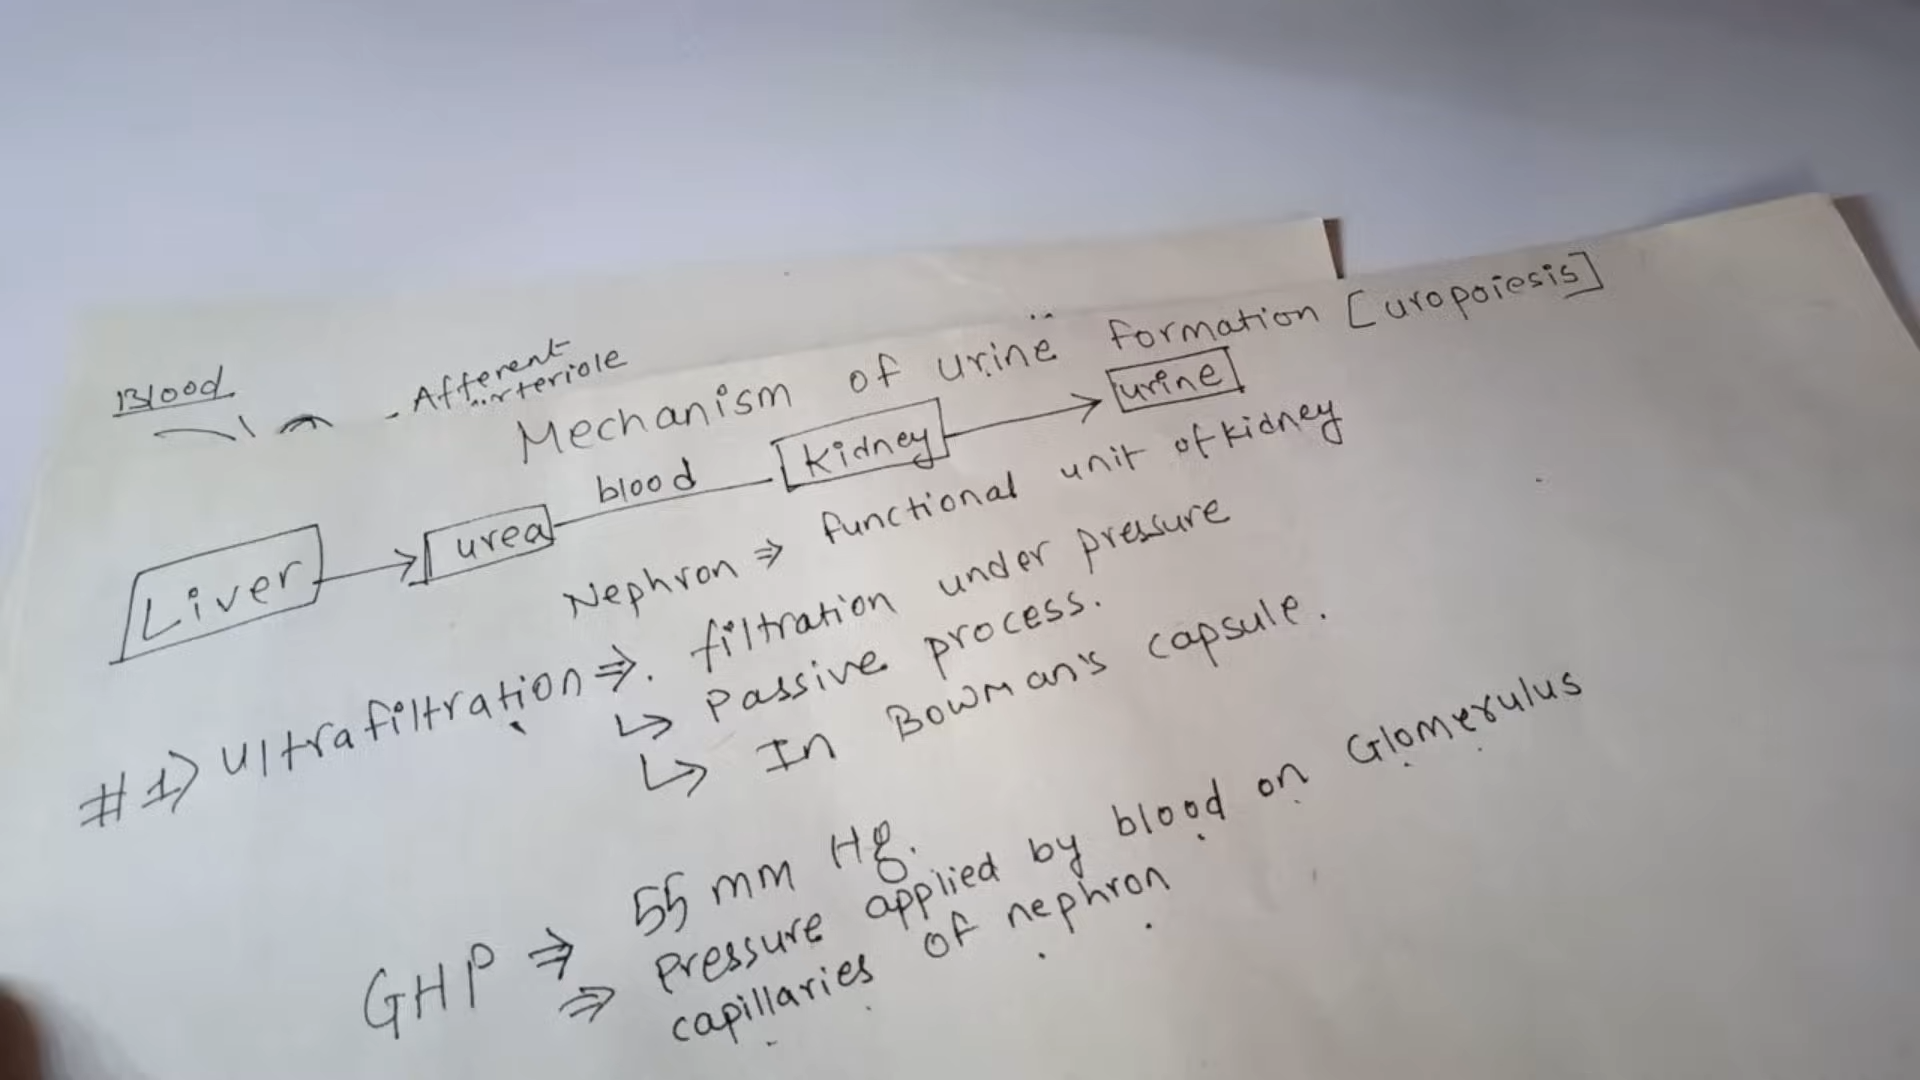 Blood
Afferent
arteriole
Mechanism of urine formation [uropoiesis]
Liver → urea blood kidney → urine
Nephron ⇒ functional unit of kidney
#1) Ultrafiltration ⇒. filtration under pressure
↳ Passive process.
↳ In Bowman's capsule.
GHP ⇒ 55 mm Hg.
⇒ Pressure applied by blood on Glomerulus
capillaries of nephron